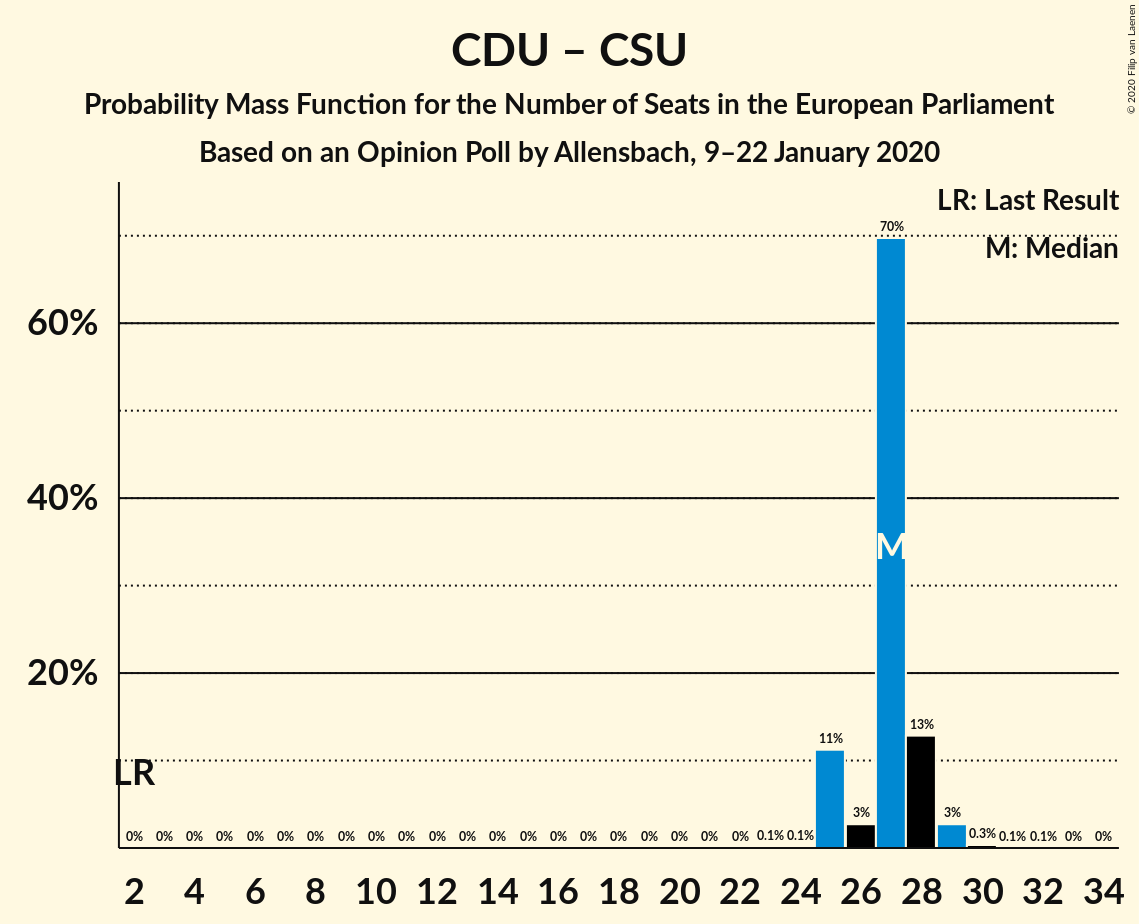 CDU – CSU
Probability Mass Function for the Number of Seats in the European Parliament
Based on an Opinion Poll by Allensbach, 9–22 January 2020
© 2020 Filip van Laenen
LR: Last Result
M: Median
60%
40%
20%
LR
M
0% 0% 0% 0% 0% 0% 0% 0% 0% 0% 0% 0% 0% 0% 0% 0% 0% 0% 0% 0% 0% 0.1% 0.1% 11% 3% 70% 13% 3% 0.3% 0.1% 0.1% 0% 0%
2 4 6 8 10 12 14 16 18 20 22 24 26 28 30 32 34